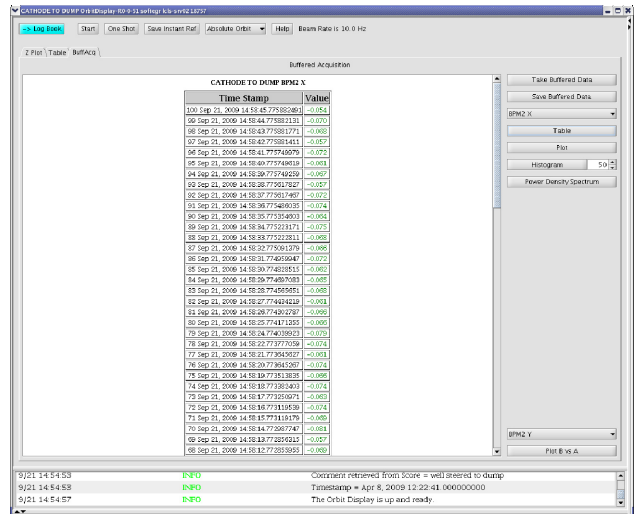 CATHODE TO DUMP OrbitDisplay-R0-0-51 softegr lcls-srv02 18757
-> Log Book Start One Shot Save Instant Ref. Absolute Orbit Help Beam Rate is 10.0 Hz
Z Plot Table BuffAcq
Buffered Acquisition
CATHODE TO DUMP BPM2 X
Time Stamp Value
100 Sep 21, 2009 14:58:45.775882491 -0.054
99 Sep 21, 2009 14:58:44.775882131 -0.070
98 Sep 21, 2009 14:58:43.775881771 -0.068
97 Sep 21, 2009 14:58:42.775881411 -0.057
96 Sep 21, 2009 14:58:41.775749979 -0.072
95 Sep 21, 2009 14:58:40.775749619 -0.061
94 Sep 21, 2009 14:58:39.775749259 -0.067
93 Sep 21, 2009 14:58:38.775617827 -0.057
92 Sep 21, 2009 14:58:37.775617467 -0.072
91 Sep 21, 2009 14:58:36.775486035 -0.074
90 Sep 21, 2009 14:58:35.775354603 -0.064
89 Sep 21, 2009 14:58:34.775223171 -0.075
88 Sep 21, 2009 14:58:33.775222811 -0.068
87 Sep 21, 2009 14:58:32.775091379 -0.066
86 Sep 21, 2009 14:58:31.774959947 -0.072
85 Sep 21, 2009 14:58:30.774828515 -0.062
84 Sep 21, 2009 14:58:29.774697083 -0.065
83 Sep 21, 2009 14:58:28.774565651 -0.068
82 Sep 21, 2009 14:58:27.774434219 -0.061
81 Sep 21, 2009 14:58:26.774302787 -0.066
80 Sep 21, 2009 14:58:25.774171355 -0.066
79 Sep 21, 2009 14:58:24.774039923 -0.079
78 Sep 21, 2009 14:58:22.773777059 -0.074
77 Sep 21, 2009 14:58:21.773645627 -0.061
76 Sep 21, 2009 14:58:20.773645267 -0.074
75 Sep 21, 2009 14:58:19.773513835 -0.066
74 Sep 21, 2009 14:58:18.773382403 -0.074
73 Sep 21, 2009 14:58:17.773250971 -0.063
72 Sep 21, 2009 14:58:16.773119539 -0.074
71 Sep 21, 2009 14:58:15.773119179 -0.069
70 Sep 21, 2009 14:58:14.772987747 -0.081
69 Sep 21, 2009 14:58:13.772856315 -0.057
68 Sep 21, 2009 14:58:12.772855955 -0.069
Take Buffered Data
Save Buffered Data
BPM2 X
Table
Plot
Histogram 50
Power Density Spectrum
BPM2 Y
Plot B vs A
9/21 14:54:53 INFO Comment retrieved from Score = well steered to dump
9/21 14:54:53 INFO Timestamp = Apr 8, 2009 12:22:41.000000000
9/21 14:54:57 INFO The Orbit Display is up and ready.